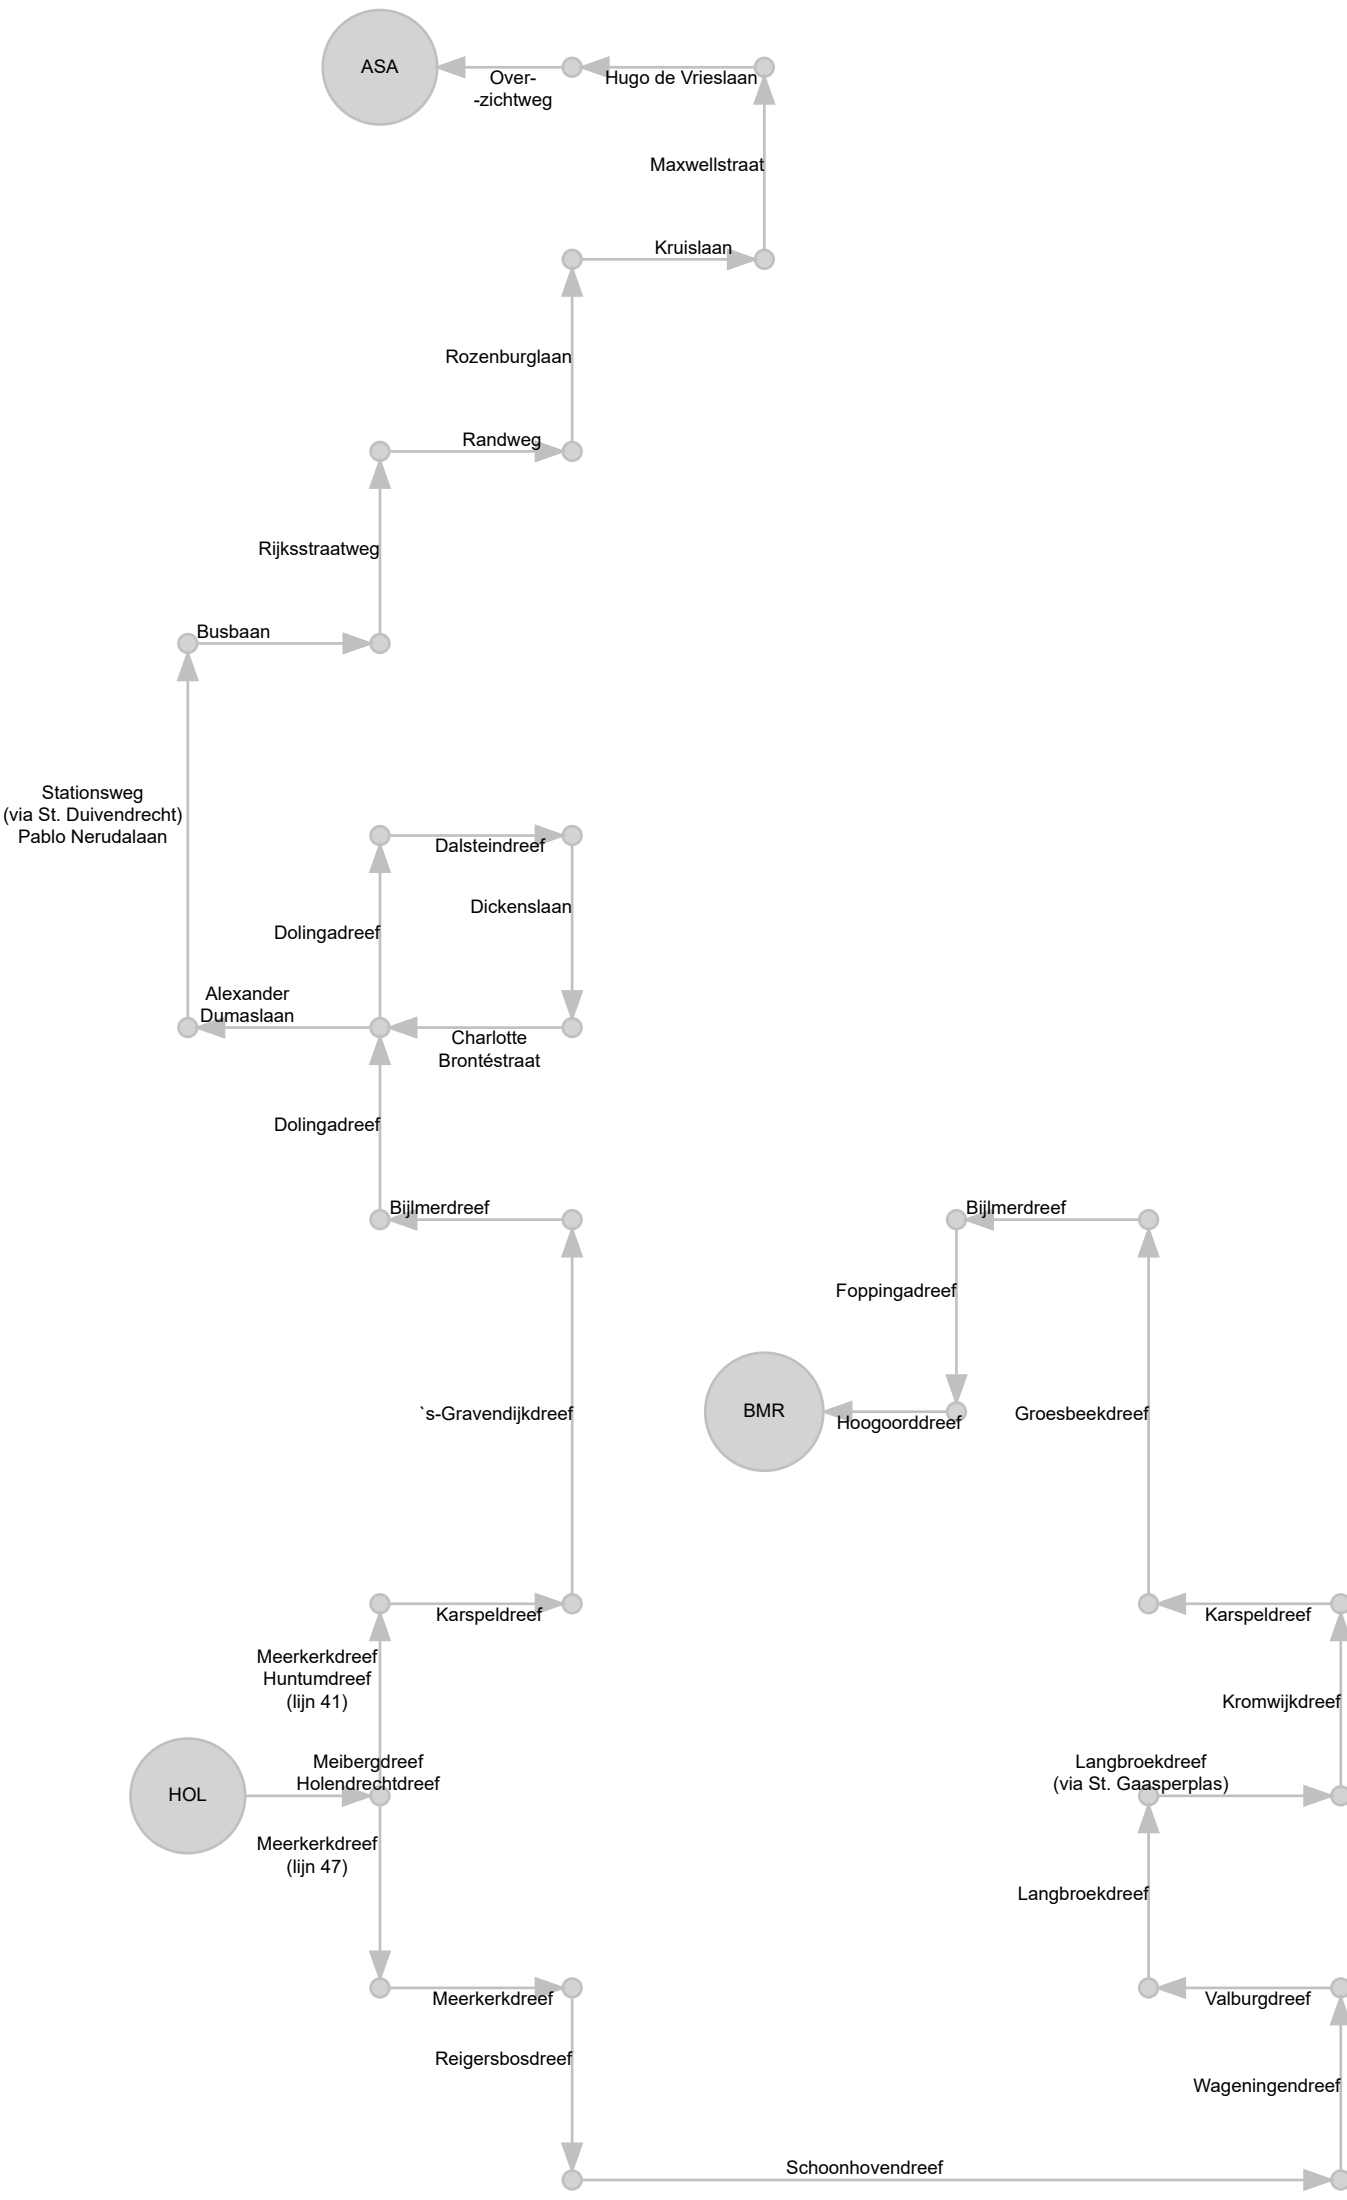 ASA
Over-
-zichtweg
Hugo de Vrieslaan
Maxwellstraat
Kruislaan
Rozenburglaan
Randweg
Rijksstraatweg
Busbaan
Stationsweg
(via St. Duivendrecht)
Pablo Nerudalaan
Dalsteindreef
Dickenslaan
Dolingadreef
Alexander
Dumaslaan
Charlotte
Brontéstraat
Dolingadreef
Bijlmerdreef
Bijlmerdreef
Foppingadreef
`s-Gravendijkdreef
BMR
Hoogoorddreef
Groesbeekdreef
Karspeldreef
Karspeldreef
Meerkerkdreef
Huntumdreef
(lijn 41)
Kromwijkdreef
HOL
Meibergdreef
Holendrechtdreef
Langbroekdreef
(via St. Gaasperplas)
Meerkerkdreef
(lijn 47)
Langbroekdreef
Meerkerkdreef
Valburgdreef
Reigersbosdreef
Wageningendreef
Schoonhovendreef